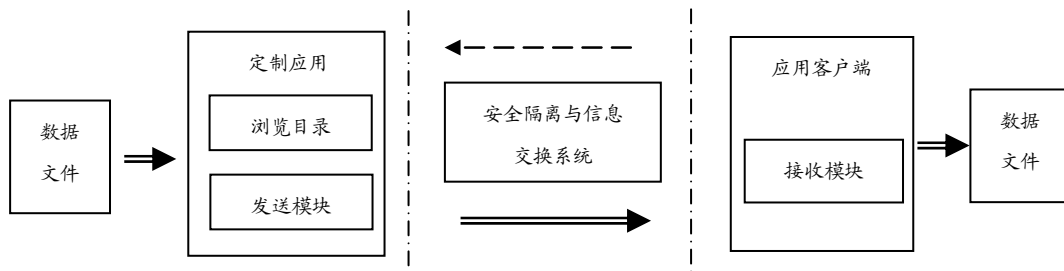 数据
文件
定制应用
浏览目录
发送模块
安全隔离与信息
交换系统
应用客户端
接收模块
数据
文件